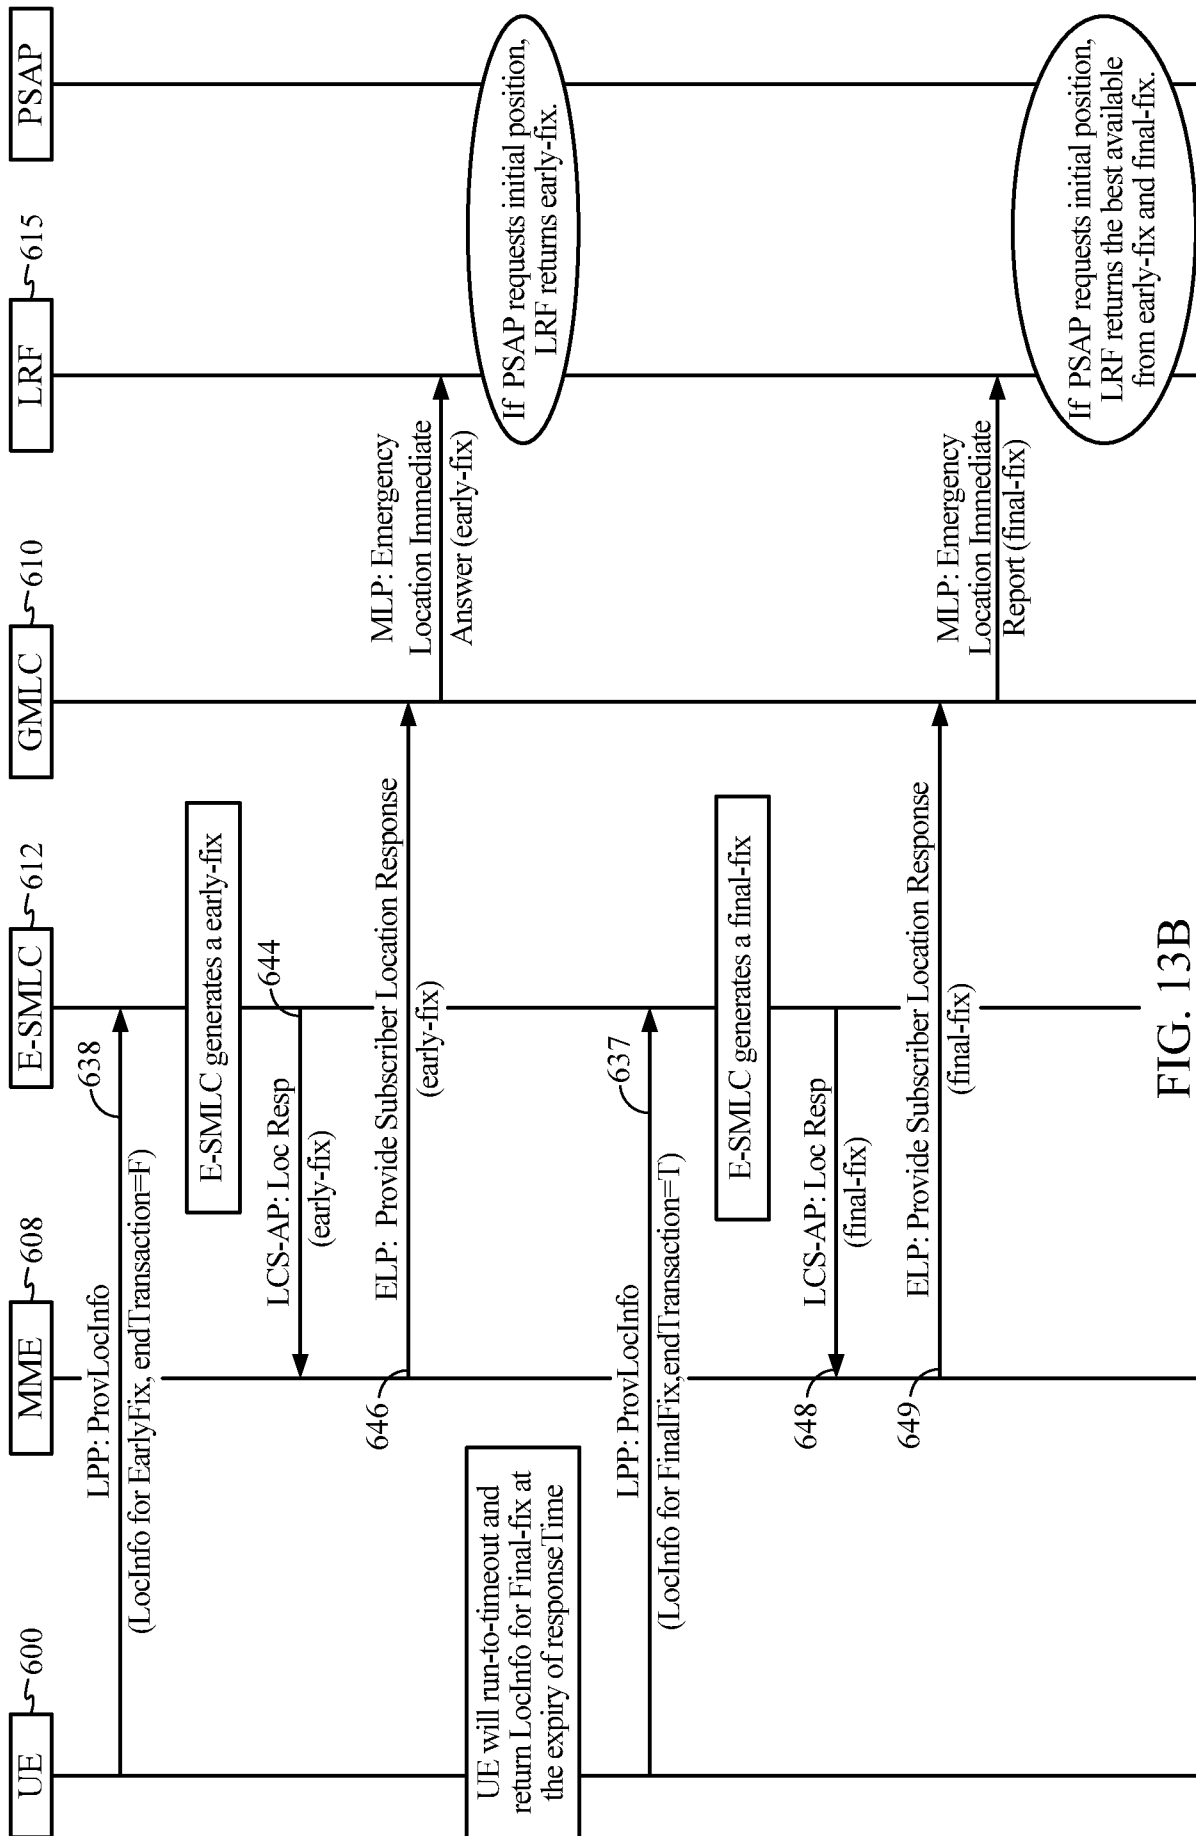 UE
600
MME
608
E-SMLC
612
GMLC
610
LRF
615
PSAP
LPP: ProvLocInfo
(LocInfo for EarlyFix, endTransaction=F)
638
E-SMLC generates a early-fix
644
LCS-AP: Loc Resp
(early-fix)
646
ELP: Provide Subscriber Location Response
(early-fix)
MLP: Emergency
Location Immediate
Answer (early-fix)
If PSAP requests initial position,
LRF returns early-fix.
UE will run-to-timeout and
return LocInfo for Final-fix at
the expiry of responseTime
LPP: ProvLocInfo
(LocInfo for FinalFix,endTransaction=T)
637
E-SMLC generates a final-fix
LCS-AP: Loc Resp
(final-fix)
648
649
ELP: Provide Subscriber Location Response
(final-fix)
MLP: Emergency
Location Immediate
Report (final-fix)
If PSAP requests initial position,
LRF returns the best available
from early-fix and final-fix.
FIG. 13B